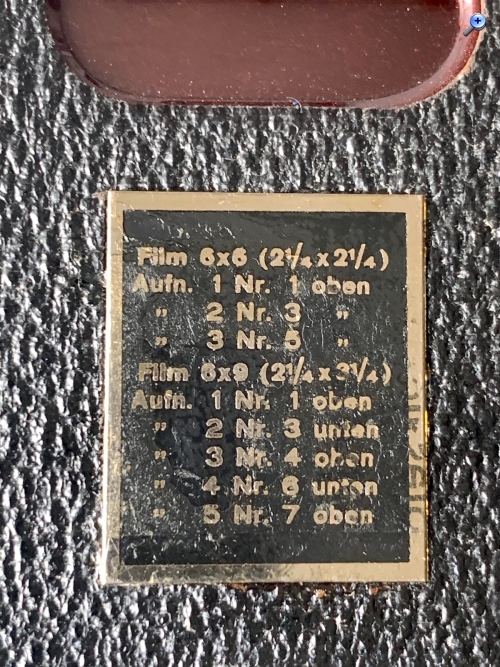 Film 6x6 (2¼x2¼)
Aufn. 1 Nr. 1 oben
„ 2 Nr. 3 „
„ 3 Nr. 5 „
Film 6x9 (2¼x3¼)
Aufn. 1 Nr. 1 oben
„ 2 Nr. 3 unten
„ 3 Nr. 4 oben
„ 4 Nr. 6 unten
„ 5 Nr. 7 oben